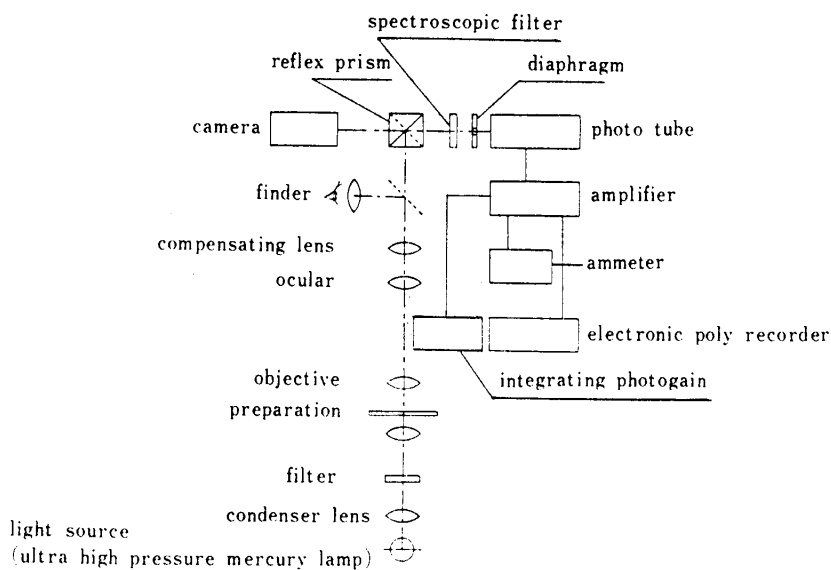 spectroscopic filter
reflex prism
diaphragm
camera
photo tube
finder
amplifier
compensating lens
ammeter
ocular
electronic poly recorder
objective
integrating photogain
preparation
filter
condenser lens
light source
(ultra high pressure mercury lamp)